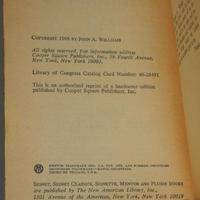 COPYRIGHT 1968 BY JOHN A. WILLIAMS
All rights reserved. For information address
Cooper Square Publishers, Inc., 59 Fourth Avenue,
New York, New York 10003.
Library of Congress Catalog Card Number:
This is an authorized reprint of a hardcover edition
published by Cooper Square Publishers, Inc.
SIGNET, SIGNET CLASSICS, SIGNETTE, MENTOR AND PLUME BOOKS
are published by The New American Library, Inc.,
1301 Avenue of the Americas, New York, New York 10019